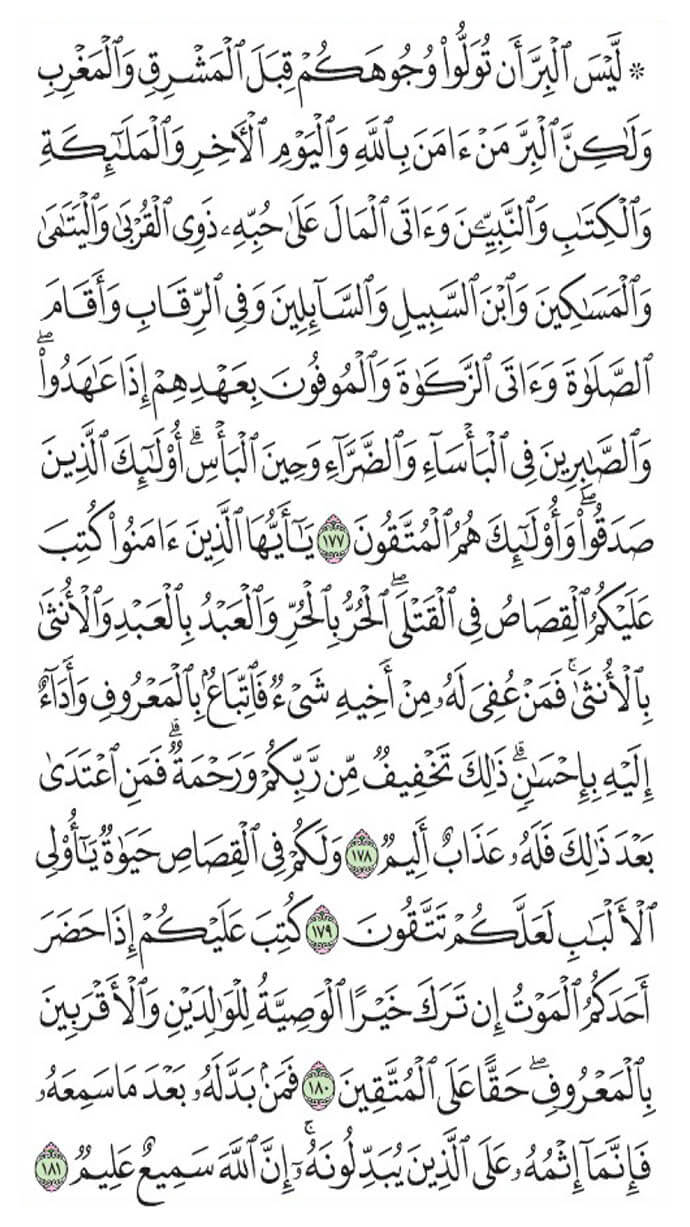 ۞ لَّيْسَ ٱلْبِرَّ أَن تُوَلُّوا۟ وُجُوهَكُمْ قِبَلَ ٱلْمَشْرِقِ وَٱلْمَغْرِبِ
وَلَـٰكِنَّ ٱلْبِرَّ مَنْ ءَامَنَ بِٱللَّهِ وَٱلْيَوْمِ ٱلْـَٔاخِرِ وَٱلْمَلَـٰٓئِكَةِ
وَٱلْكِتَـٰبِ وَٱلنَّبِيِّـۧنَ وَءَاتَى ٱلْمَالَ عَلَىٰ حُبِّهِۦ ذَوِى ٱلْقُرْبَىٰ وَٱلْيَتَـٰمَىٰ
وَٱلْمَسَـٰكِينَ وَٱبْنَ ٱلسَّبِيلِ وَٱلسَّآئِلِينَ وَفِى ٱلرِّقَابِ وَأَقَامَ
ٱلصَّلَوٰةَ وَءَاتَى ٱلزَّكَوٰةَ وَٱلْمُوفُونَ بِعَهْدِهِمْ إِذَا عَـٰهَدُوا۟ ۖ
وَٱلصَّـٰبِرِينَ فِى ٱلْبَأْسَآءِ وَٱلضَّرَّآءِ وَحِينَ ٱلْبَأْسِ ۗ أُو۟لَـٰٓئِكَ ٱلَّذِينَ
صَدَقُوا۟ ۖ وَأُو۟لَـٰٓئِكَ هُمُ ٱلْمُتَّقُونَ ١٧٧ يَـٰٓأَيُّهَا ٱلَّذِينَ ءَامَنُوا۟ كُتِبَ
عَلَيْكُمُ ٱلْقِصَاصُ فِى ٱلْقَتْلَى ۖ ٱلْحُرُّ بِٱلْحُرِّ وَٱلْعَبْدُ بِٱلْعَبْدِ وَٱلْأُنثَىٰ
بِٱلْأُنثَىٰ ۚ فَمَنْ عُفِىَ لَهُۥ مِنْ أَخِيهِ شَىْءٌ فَٱتِّبَاعٌۢ بِٱلْمَعْرُوفِ وَأَدَآءٌ
إِلَيْهِ بِإِحْسَـٰنٍ ۗ ذَٰلِكَ تَخْفِيفٌ مِّن رَّبِّكُمْ وَرَحْمَةٌ ۗ فَمَنِ ٱعْتَدَىٰ
بَعْدَ ذَٰلِكَ فَلَهُۥ عَذَابٌ أَلِيمٌ ١٧٨ وَلَكُمْ فِى ٱلْقِصَاصِ حَيَوٰةٌ يَـٰٓأُو۟لِى
ٱلْأَلْبَـٰبِ لَعَلَّكُمْ تَتَّقُونَ ١٧٩ كُتِبَ عَلَيْكُمْ إِذَا حَضَرَ
أَحَدَكُمُ ٱلْمَوْتُ إِن تَرَكَ خَيْرًا ٱلْوَصِيَّةُ لِلْوَٰلِدَيْنِ وَٱلْأَقْرَبِينَ
بِٱلْمَعْرُوفِ ۖ حَقًّا عَلَى ٱلْمُتَّقِينَ ١٨٠ فَمَنۢ بَدَّلَهُۥ بَعْدَ مَا سَمِعَهُۥ
فَإِنَّمَآ إِثْمُهُۥ عَلَى ٱلَّذِينَ يُبَدِّلُونَهُۥٓ ۚ إِنَّ ٱللَّهَ سَمِيعٌ عَلِيمٌ ١٨١